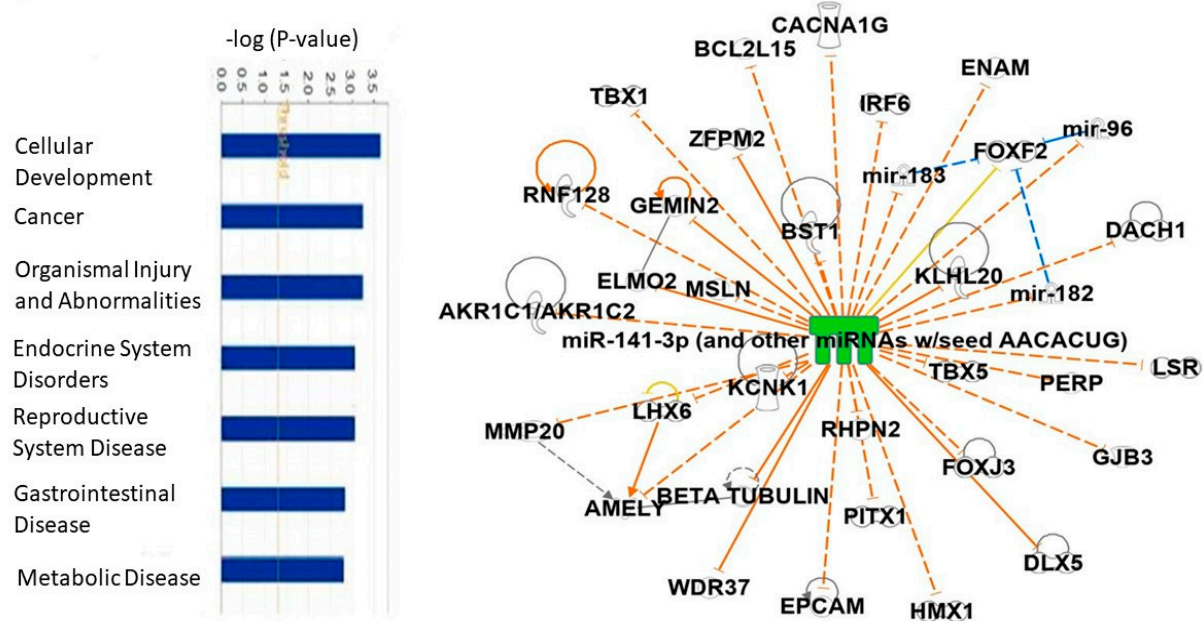 -log (P-value)
0.0
0.5
1.0
1.5
2.0
2.5
3.0
3.5
Threshold
Cellular
Development
Cancer
Organismal Injury
and Abnormalities
Endocrine System
Disorders
Reproductive
System Disease
Gastrointestinal
Disease
Metabolic Disease
CACNA1G
BCL2L15
ENAM
TBX1
IRF6
ZFPM2
mir-96
FOXF2
mir-183
RNF128
GEMIN2
BST1
DACH1
KLHL20
ELMO2
MSLN
mir-182
AKR1C1/AKR1C2
miR-141-3p (and other miRNAs w/seed AACACUG)
LSR
TBX5
PERP
KCNK1
LHX6
MMP20
RHPN2
GJB3
FOXJ3
BETA TUBULIN
AMELY
PITX1
DLX5
WDR37
EPCAM
HMX1